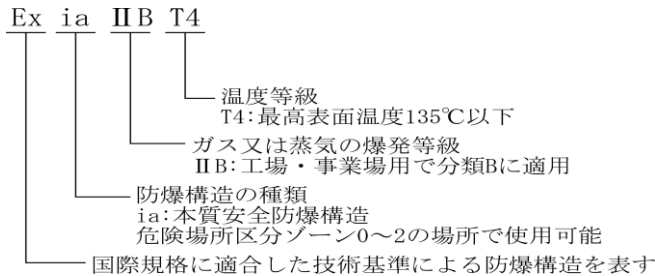 Ex ia ⅡB T4
温度等級
T4:最高表面温度135℃以下
ガス又は蒸気の爆発等級
ⅡB:工場・事業場用で分類Bに適用
防爆構造の種類
ia:本質安全防爆構造
危険場所区分ゾーン0～2の場所で使用可能
国際規格に適合した技術基準による防爆構造を表す